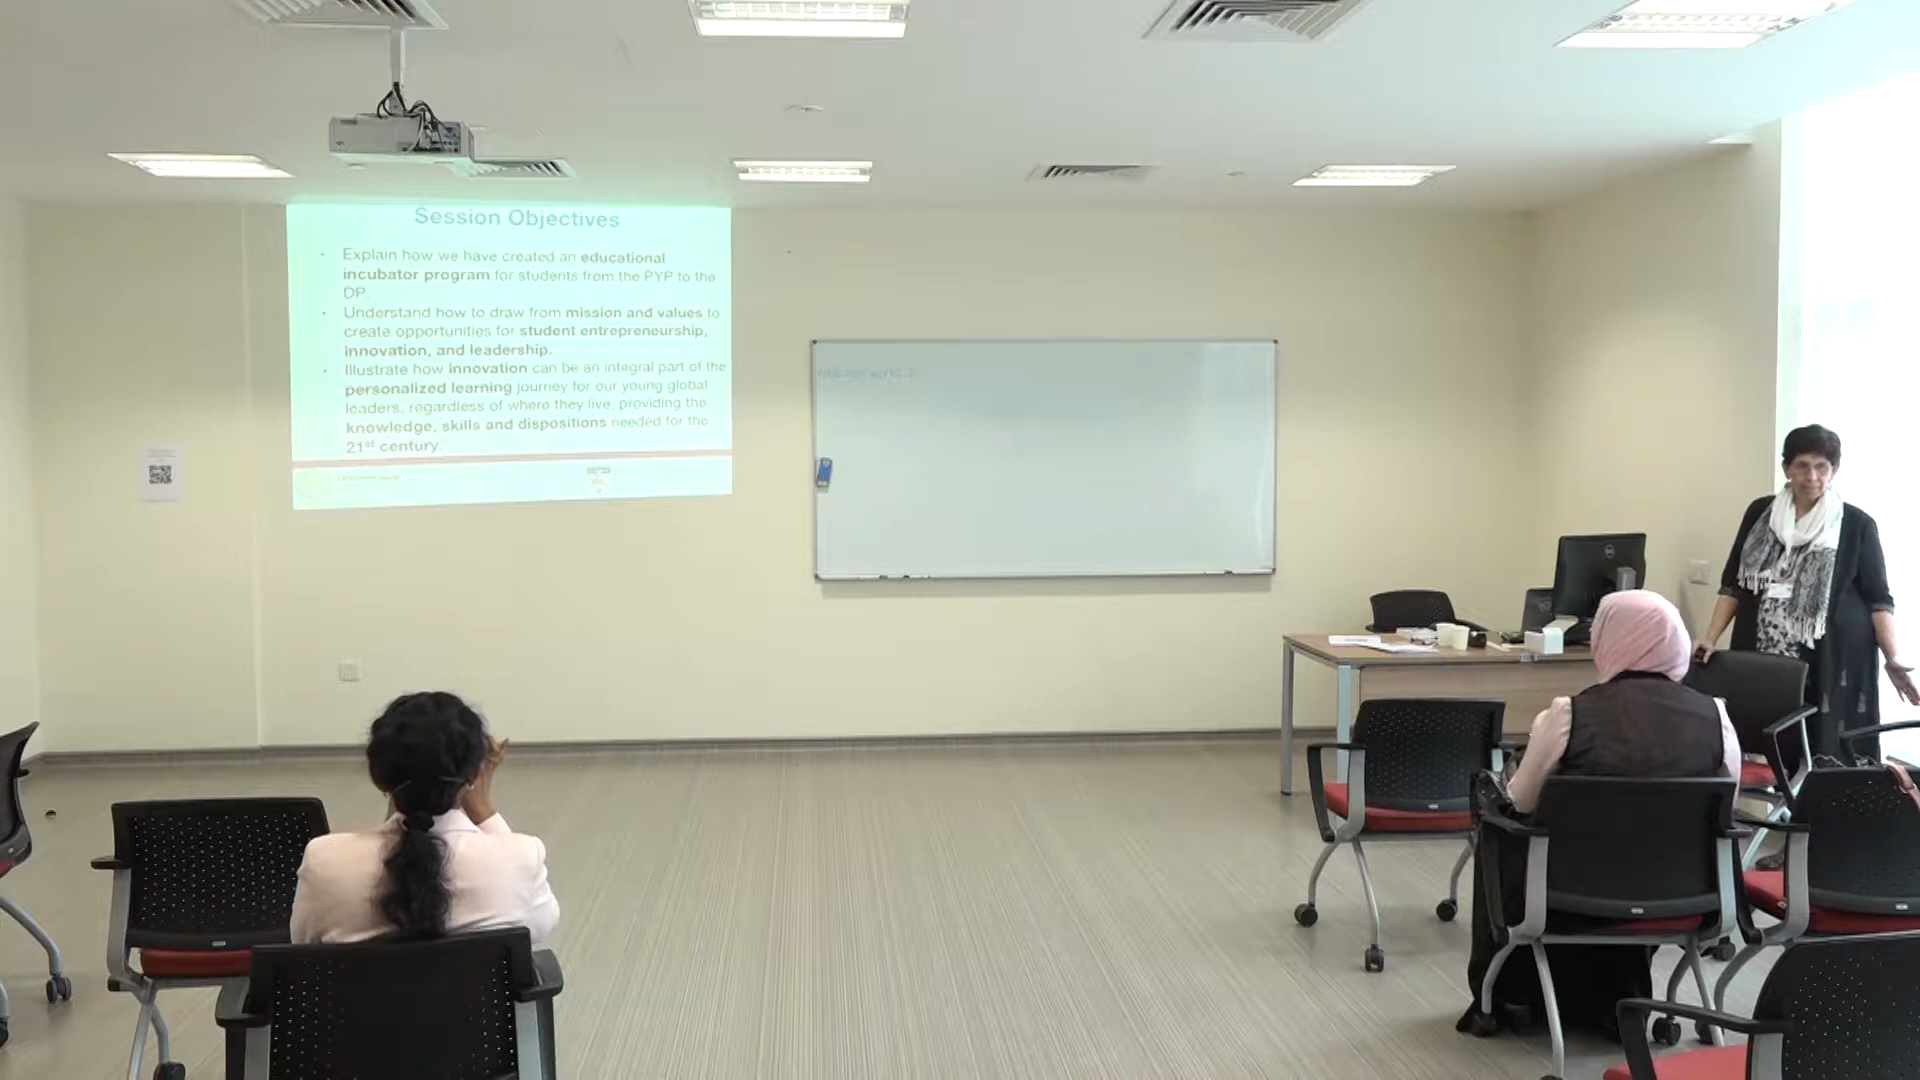 Session Objectives
- Explain how we have created an educational
incubator program for students from the PYP to the
DP.
- Understand how to draw from mission and values to
create opportunities for student entrepreneurship,
innovation, and leadership.
- Illustrate how innovation can be an integral part of the
personalized learning journey for our young global
leaders, regardless of where they live, providing the
knowledge, skills and dispositions needed for the
21st century.